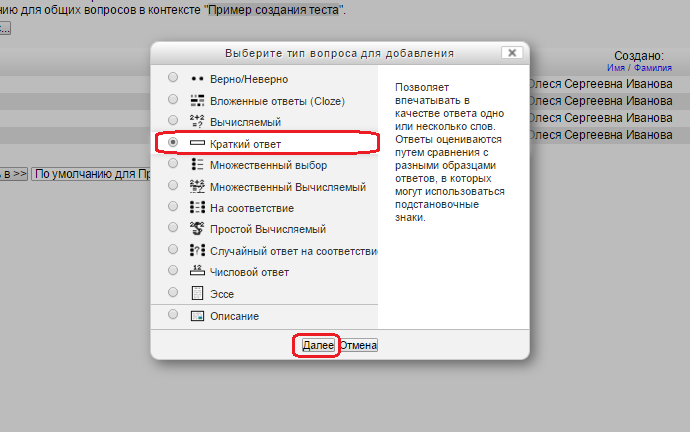 нию для общих вопросов в контексте "Пример создания теста".
...
Выберите тип вопроса для добавления
Создано:
Имя / Фамилия
Верно/Неверно
Вложенные ответы (Cloze)
Вычисляемый
Краткий ответ
Множественный выбор
Множественный Вычисляемый
На соответствие
Простой Вычисляемый
Случайный ответ на соответствие
Числовой ответ
Эссе
Описание
Позволяет
впечатывать в
качестве ответа одно
или несколько слов.
Ответы оцениваются
путем сравнения с
разными образцами
ответов, в которых
могут использоваться
подстановочные
знаки.
Олеся Сергеевна Иванова
Олеся Сергеевна Иванова
Олеся Сергеевна Иванова
Олеся Сергеевна Иванова
ь в >>
По умолчанию для Пр
Далее
Отмена